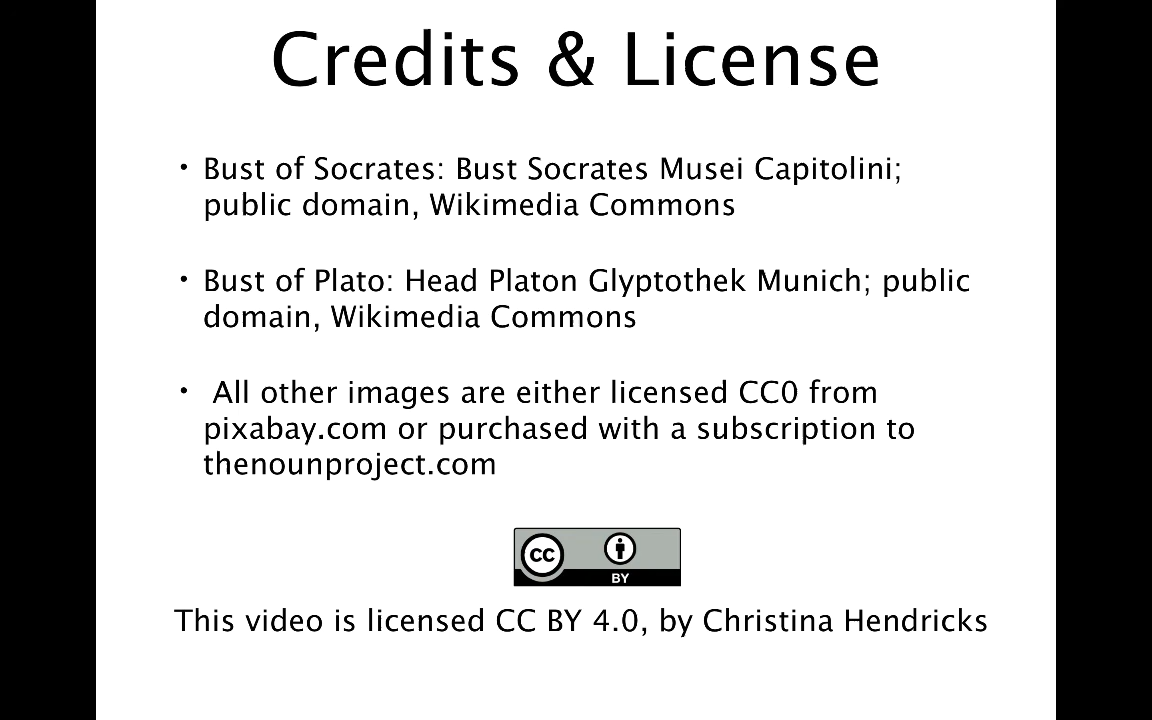 Credits & License
• Bust of Socrates: Bust Socrates Musei Capitolini;
public domain, Wikimedia Commons
• Bust of Plato: Head Platon Glyptothek Munich; public
domain, Wikimedia Commons
• All other images are either licensed CC0 from
pixabay.com or purchased with a subscription to
thenounproject.com
CC
BY
This video is licensed CC BY 4.0, by Christina Hendricks